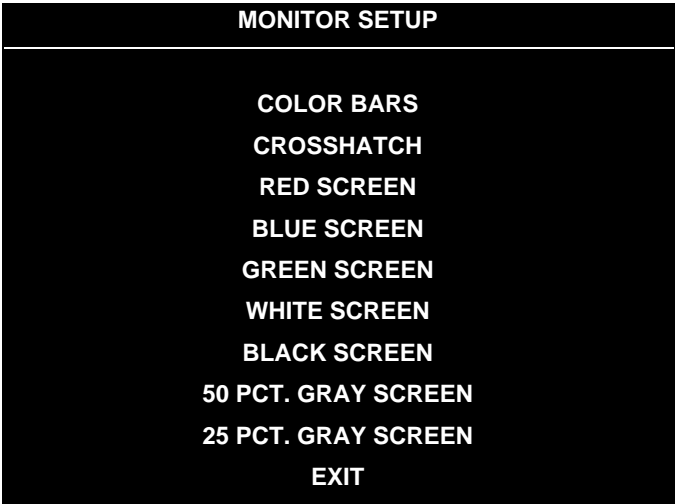 MONITOR SETUP
COLOR BARS
CROSSHATCH
RED SCREEN
BLUE SCREEN
GREEN SCREEN
WHITE SCREEN
BLACK SCREEN
50 PCT. GRAY SCREEN
25 PCT. GRAY SCREEN
EXIT